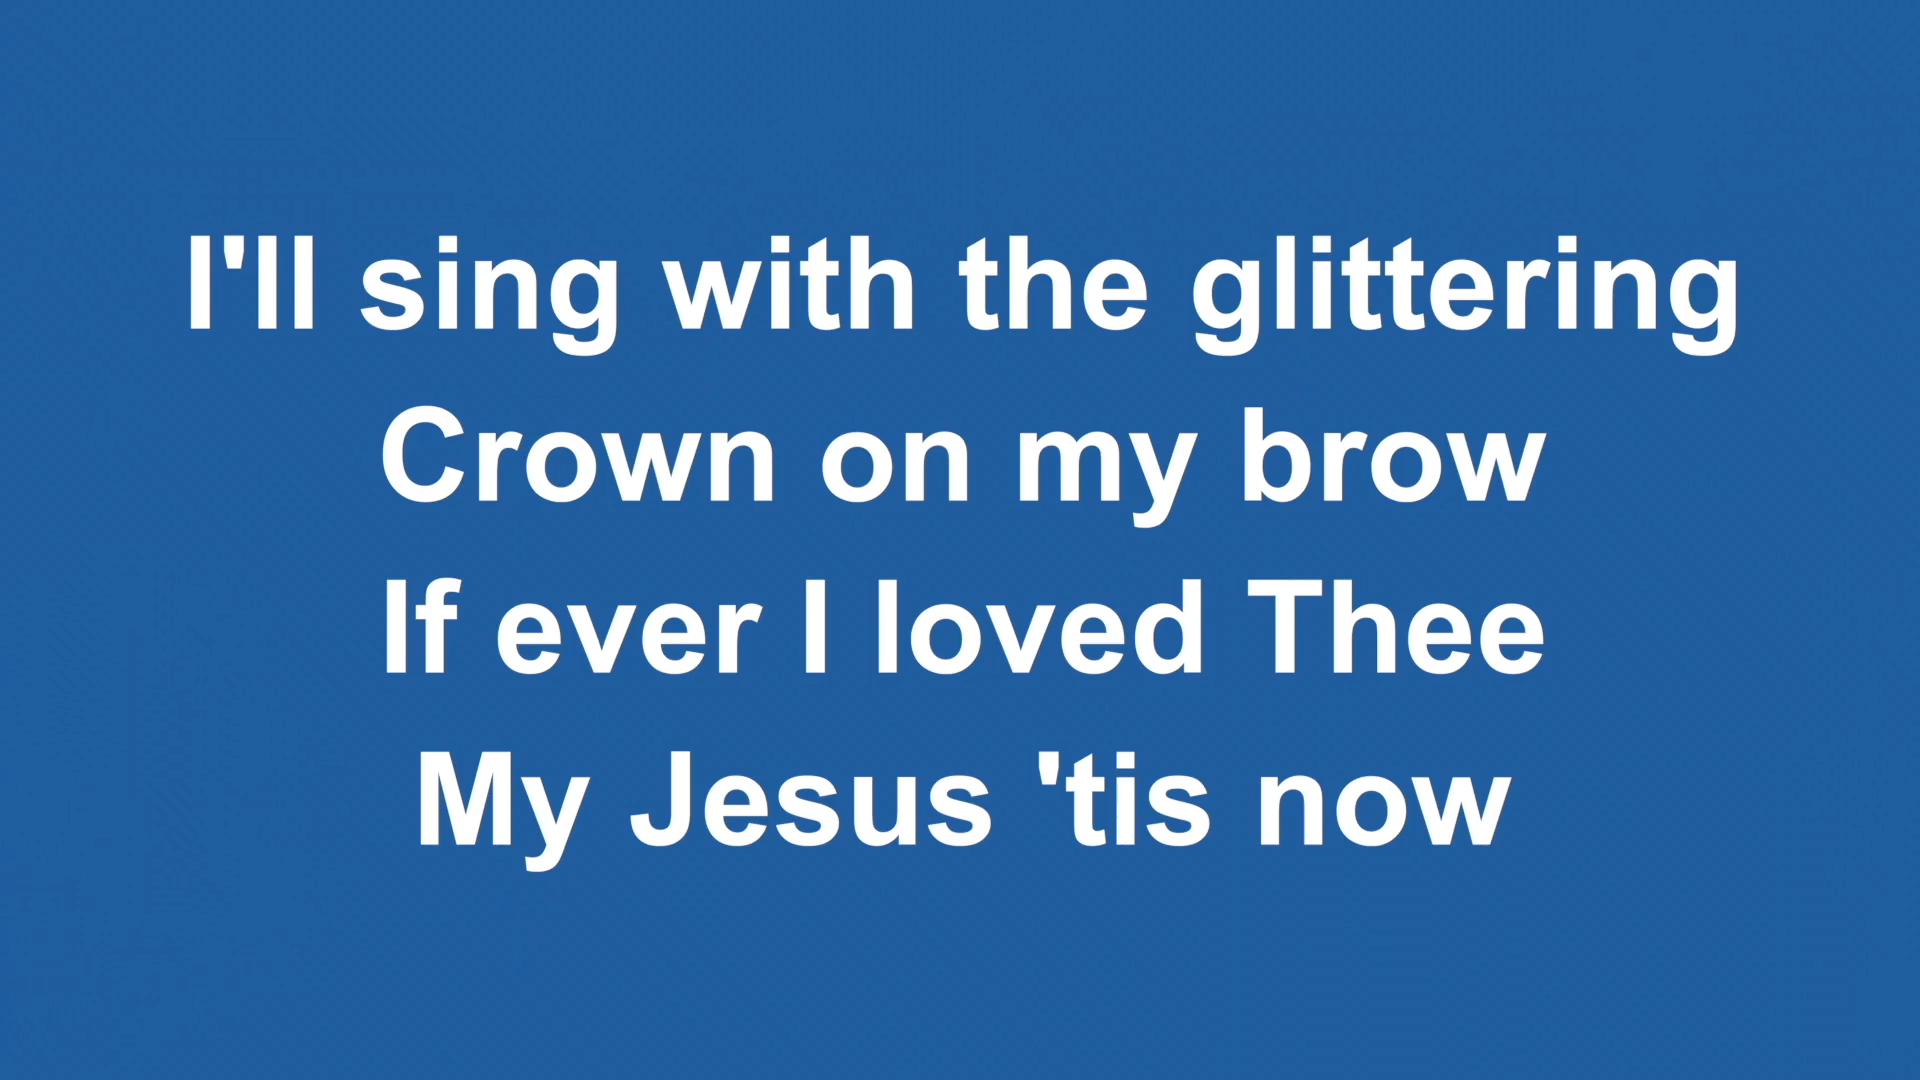 I'll sing with the glittering
Crown on my brow
If ever I loved Thee
My Jesus 'tis now